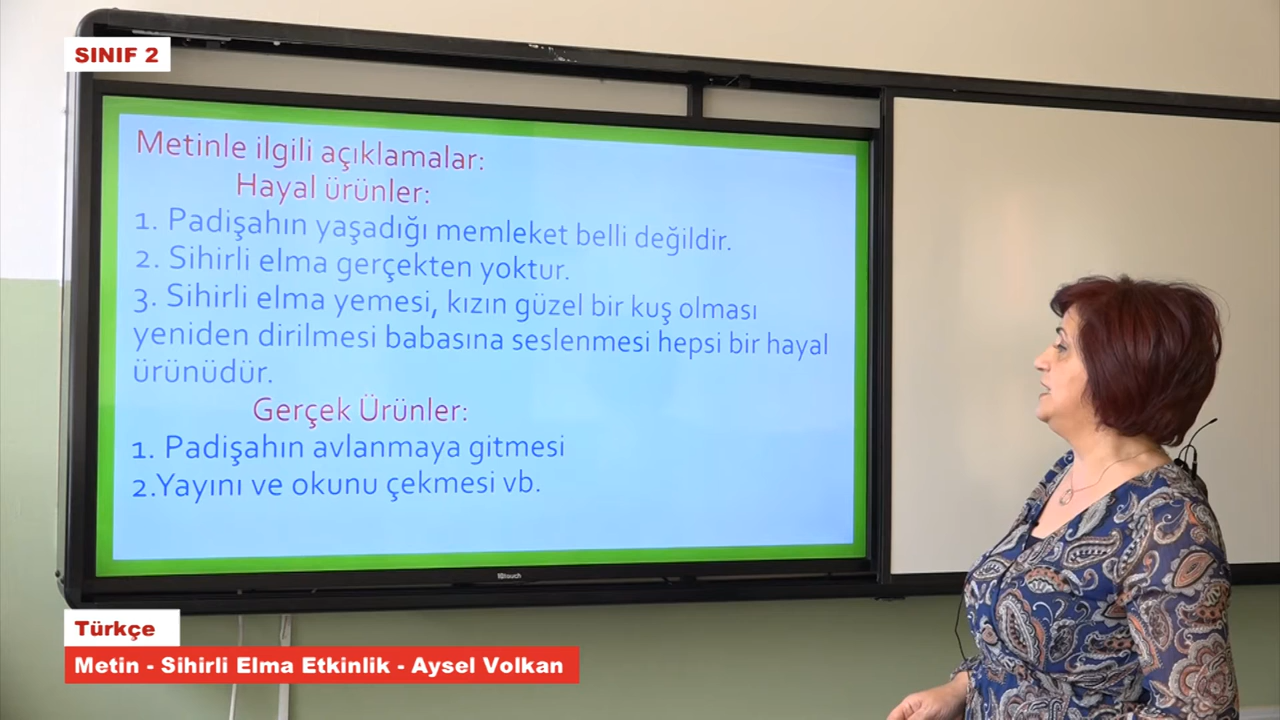 SINIF 2
Metinle ilgili açıklamalar:
Hayal ürünler:
1. Padişahın yaşadığı memleket belli değildir.
2. Sihirli elma gerçekten yoktur.
3. Sihirli elma yemesi, kızın güzel bir kuş olması
yeniden dirilmesi babasına seslenmesi hepsi bir hayal
ürünüdür.
Gerçek Ürünler:
1. Padişahın avlanmaya gitmesi
2.Yayını ve okunu çekmesi vb.
Türkçe
Metin - Sihirli Elma Etkinlik - Aysel Volkan